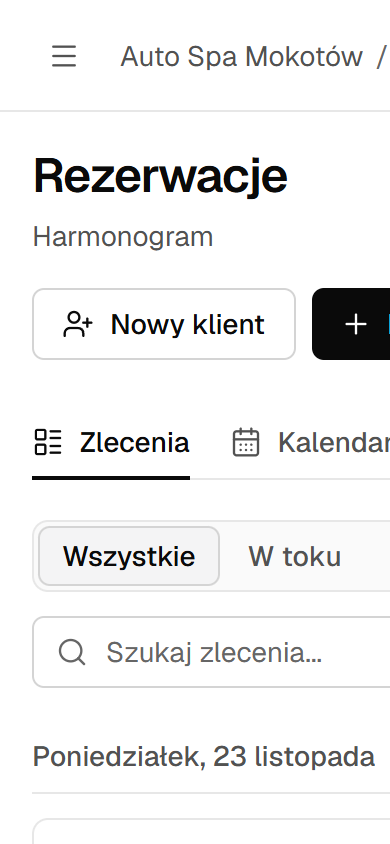 Auto Spa Mokotów /
Rezerwacje
Harmonogram
Nowy klient
Zlecenia
Wszystkie W toku
Szukaj zlecenia...
Poniedziałek, 23 listopada